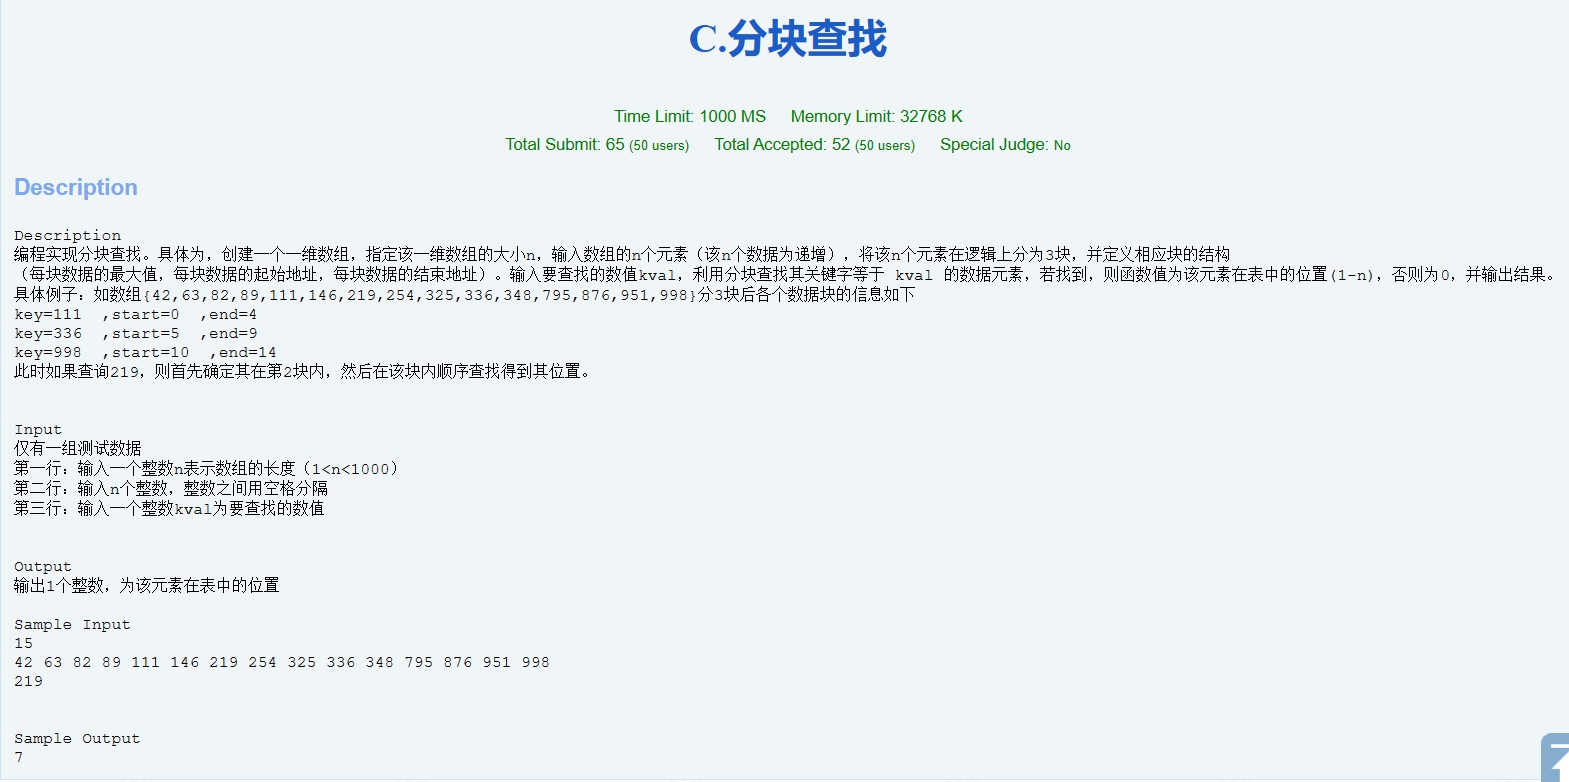 C.分块查找
Time Limit: 1000 MS Memory Limit: 32768 K
Total Submit: 65 (50 users) Total Accepted: 52 (50 users) Special Judge: No
Description
Description
编程实现分块查找。具体为，创建一个一维数组，指定该一维数组的大小n，输入数组的n个元素（该n个数据为递增），将该n个元素在逻辑上分为3块，并定义相应块的结构
（每块数据的最大值，每块数据的起始地址，每块数据的结束地址）。输入要查找的数值kval，利用分块查找其关键字等于 kval 的数据元素，若找到，则函数值为该元素在表中的位置(1-n)，否则为0，并输出结果。
具体例子：如数组{42,63,82,89,111,146,219,254,325,336,348,795,876,951,998}分3块后各个数据块的信息如下
key=111 ,start=0 ,end=4
key=336 ,start=5 ,end=9
key=998 ,start=10 ,end=14
此时如果查询219，则首先确定其在第2块内，然后在该块内顺序查找得到其位置。
Input
仅有一组测试数据
第一行：输入一个整数n表示数组的长度（1<n<1000）
第二行：输入n个整数，整数之间用空格分隔
第三行：输入一个整数kval为要查找的数值
Output
输出1个整数，为该元素在表中的位置
Sample Input
15
42 63 82 89 111 146 219 254 325 336 348 795 876 951 998
219
Sample Output
7